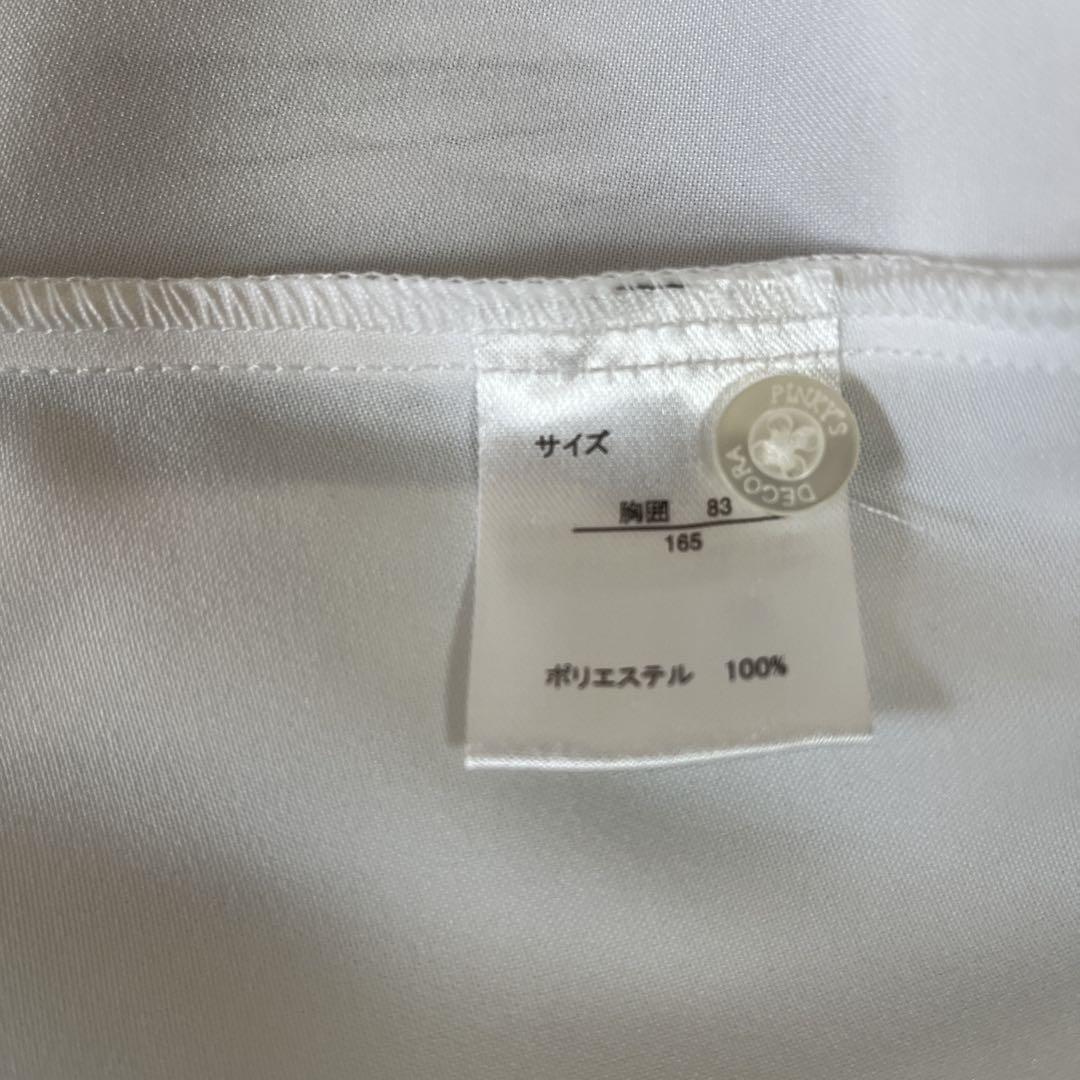 PINKY'S
DECORA
サイズ
胸囲 83
165
ポリエステル 100%